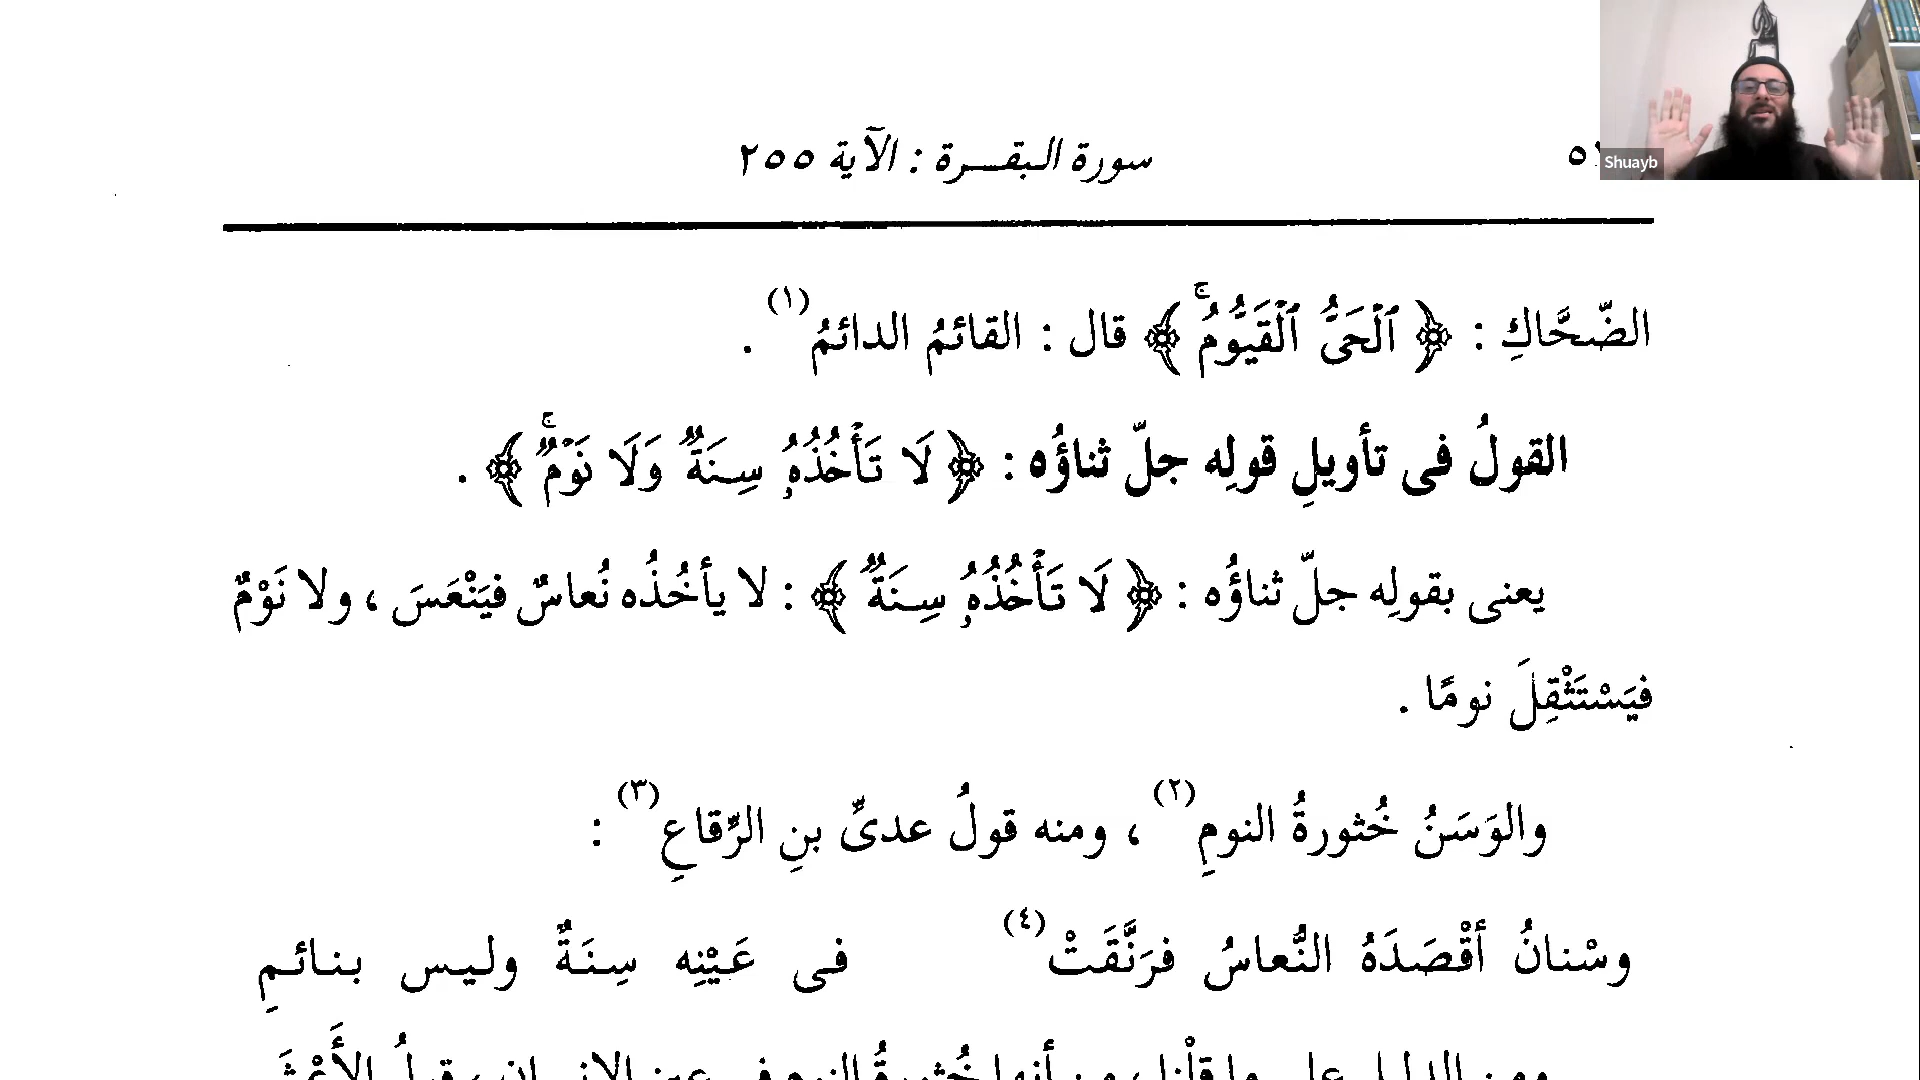 سورة البقـــرة : الآية ٢٥٥
Shuayb
الضّحَّاكِ : ﴿ ٱلْحَىُّ ٱلْقَيُّومُۚ ﴾ قال : القائمُ الدائمُ(١) .
القولُ فى تأويلِ قولِه جلّ ثناؤُه : ﴿ لَا تَأْخُذُهُۥ سِنَةٌ وَلَا نَوْمٌۚ ﴾ .
يعنى بقولِه جلّ ثناؤُه : ﴿ لَا تَأْخُذُهُۥ سِنَةٌ ﴾ : لا يأخُذُه نُعاسٌ فيَنْعَسَ ، ولا نَوْمٌ
فيَسْتَثْقِلَ نومًا .
والوَسَنُ خُثورةُ النومِ(٢) ، ومنه قولُ عدىِّ بنِ الرِّقاعِ(٣) :
وسْنانُ أقْصَدَهُ النُّعاسُ فرَنَّقَتْ(٤) فى عَيْنِه سِنَةٌ وليس بنائمِ